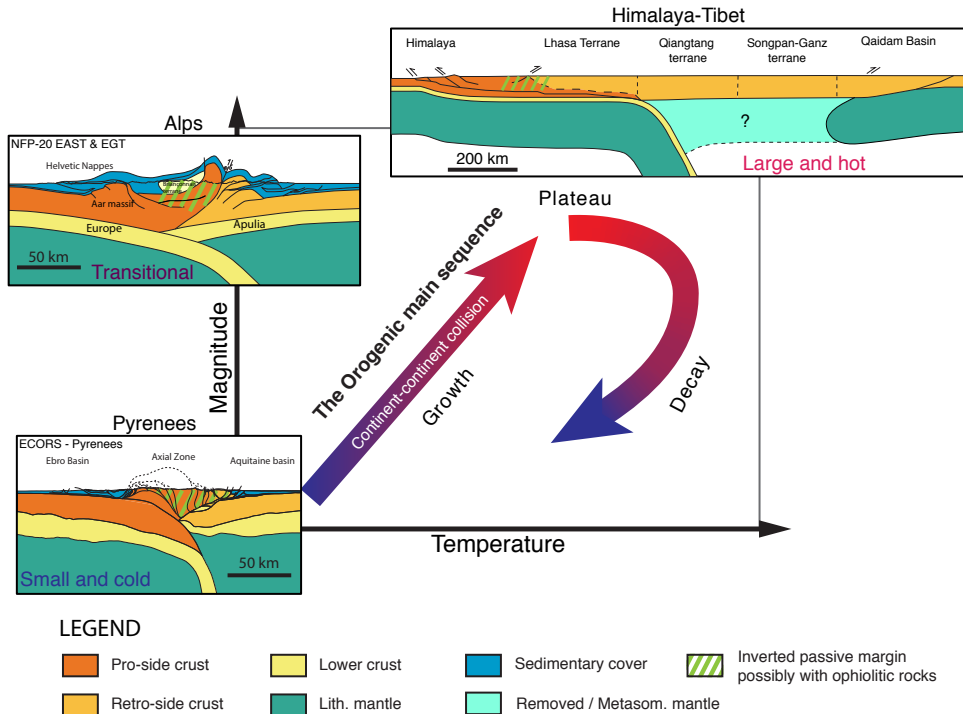 Himalaya-Tibet
Himalaya
Lhasa Terrane
Qiangtang
terrane
Songpan-Ganz
terrane
Qaidam Basin
?
200 km
Large and hot
Alps
NFP-20 EAST & EGT
Helvetic Nappes
Aar massif
Europe
Apulia
50 km
Transitional
Plateau
The Orogenic main sequence
Continent-continent collision
Growth
Decay
Magnitude
Pyrenees
ECORS - Pyrenees
Ebro Basin
Axial Zone
Aquitaine basin
50 km
Small and cold
Temperature
LEGEND
Pro-side crust
Lower crust
Sedimentary cover
Inverted passive margin
possibly with ophiolitic rocks
Retro-side crust
Lith. mantle
Removed / Metasom. mantle